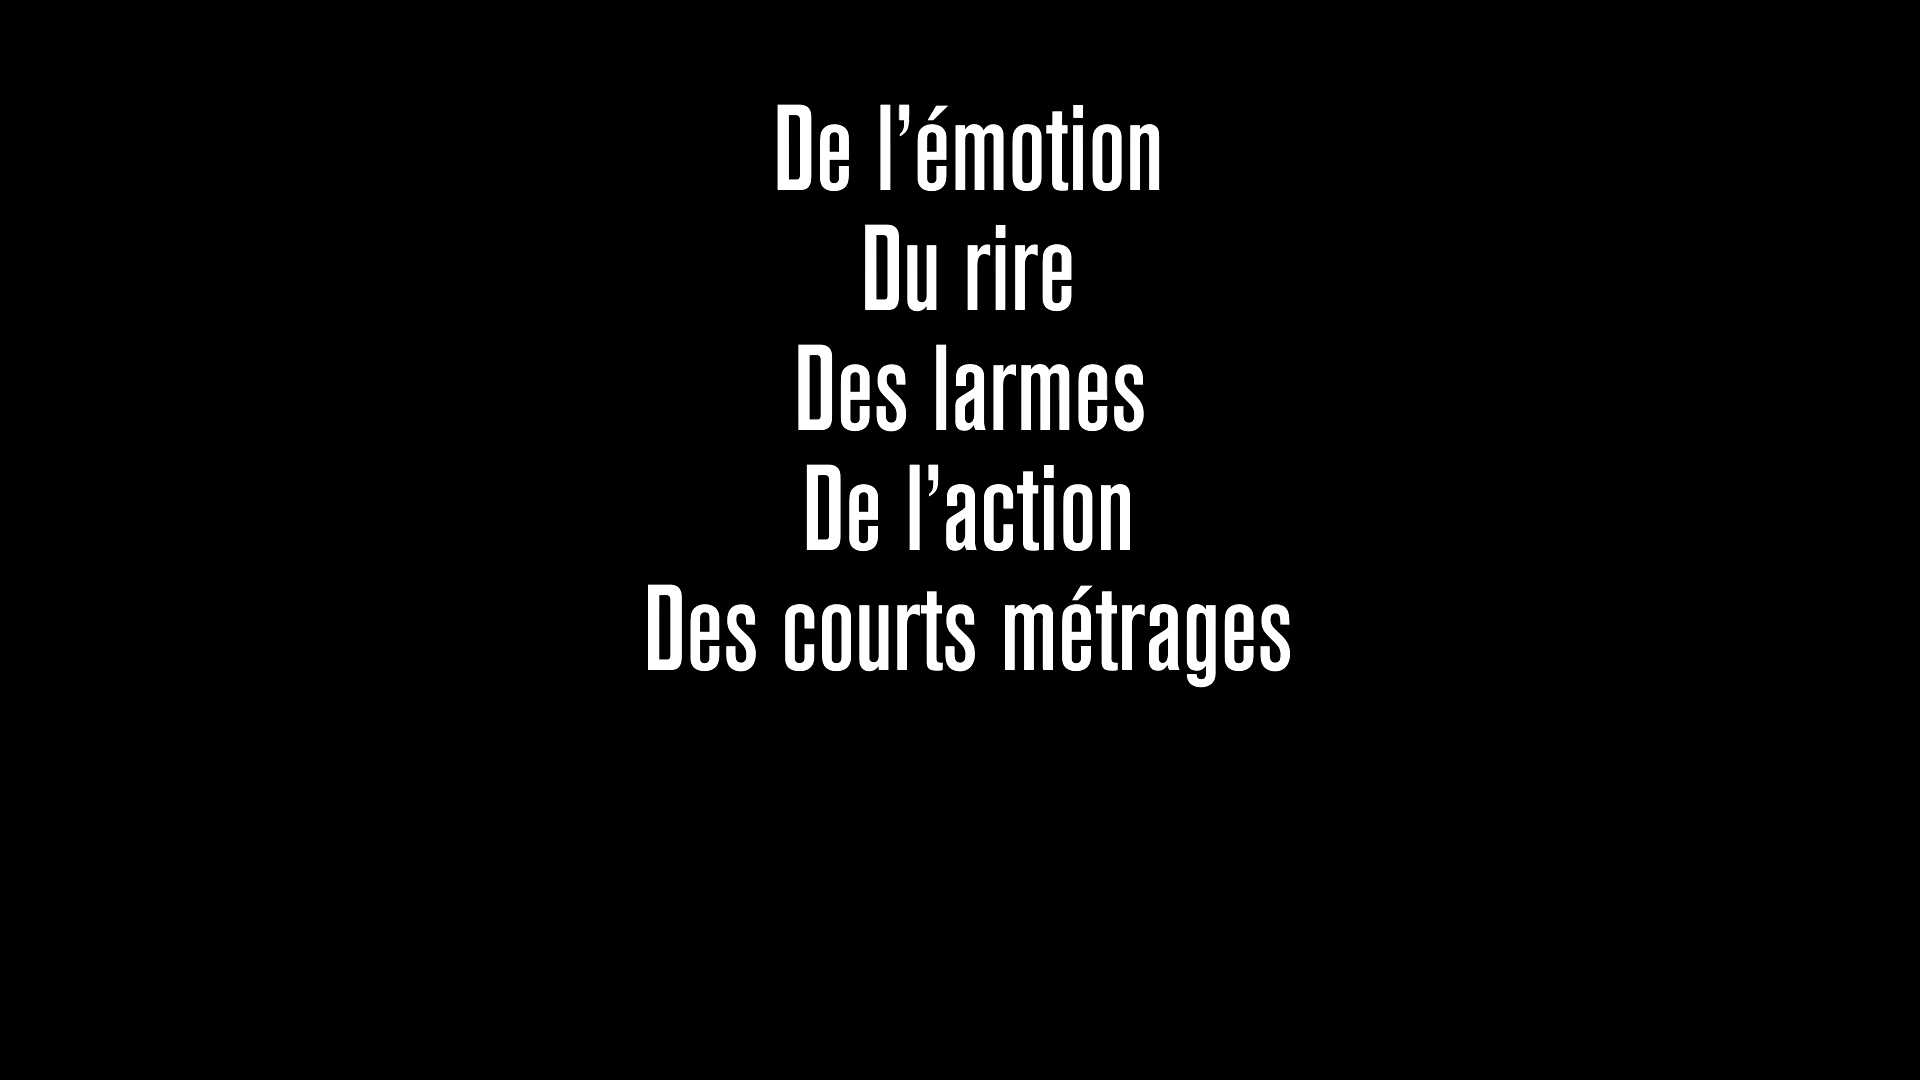 De l’émotion
Du rire
Des larmes
De l’action
Des courts métrages